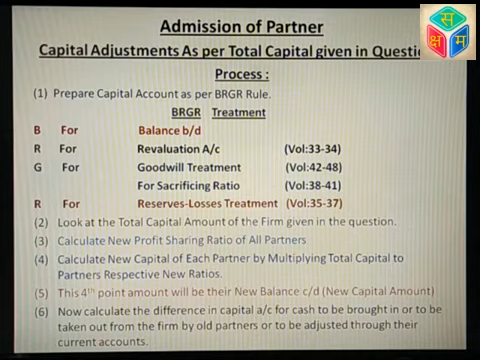 Admission of Partner
Capital Adjustments As per Total Capital given in
Process :
(1) Prepare Capital Account as per BRGR Rule.
BRGR Treatment
B For Balance b/d
R For Revaluation A/c (Vol:33-34)
G For Goodwill Treatment (Vol:42-48)
For Sacrificing Ratio (Vol:38-41)
R For Reserves-Losses Treatment (Vol:35-37)
(2) Look at the Total Capital Amount of the Firm given in the question.
(3) Calculate New Profit Sharing Ratio of All Partners
(4) Calculate New Capital of Each Partner by Multiplying Total Capital to
Partners Respective New Ratios.
(5) This 4th point amount will be their New Balance c/d (New Capital Amount)
(6) Now calculate the difference in capital a/c for cash to be brought in or to be
taken out from the firm by old partners or to be adjusted through their
current accounts.
स
क्ष म